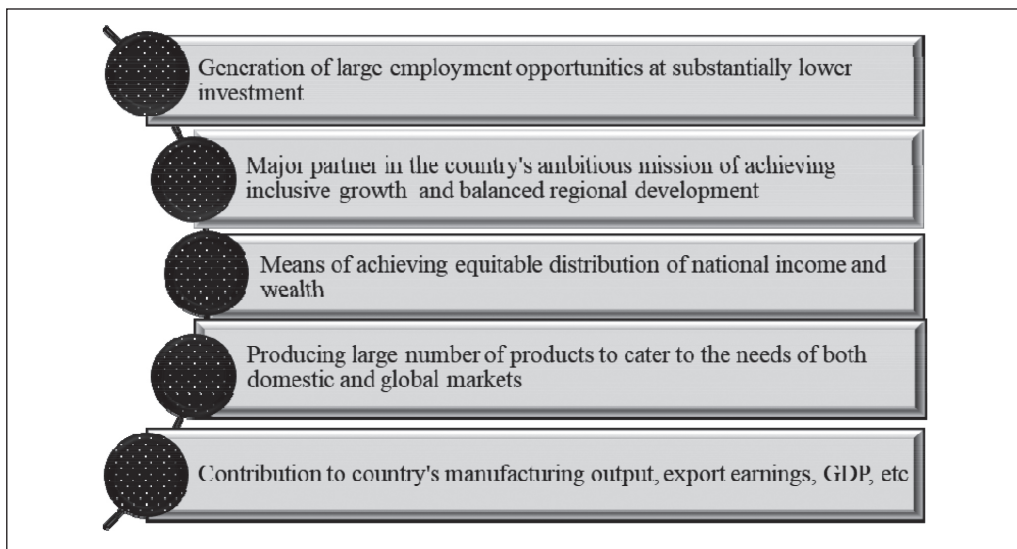 Generation of large employment opportunities at substantially lower
investment
Major partner in the country's ambitious mission of achieving
inclusive growth and balanced regional development
Means of achieving equitable distribution of national income and
wealth
Producing large number of products to cater to the needs of both
domestic and global markets
Contribution to country's manufacturing output, export earnings, GDP, etc